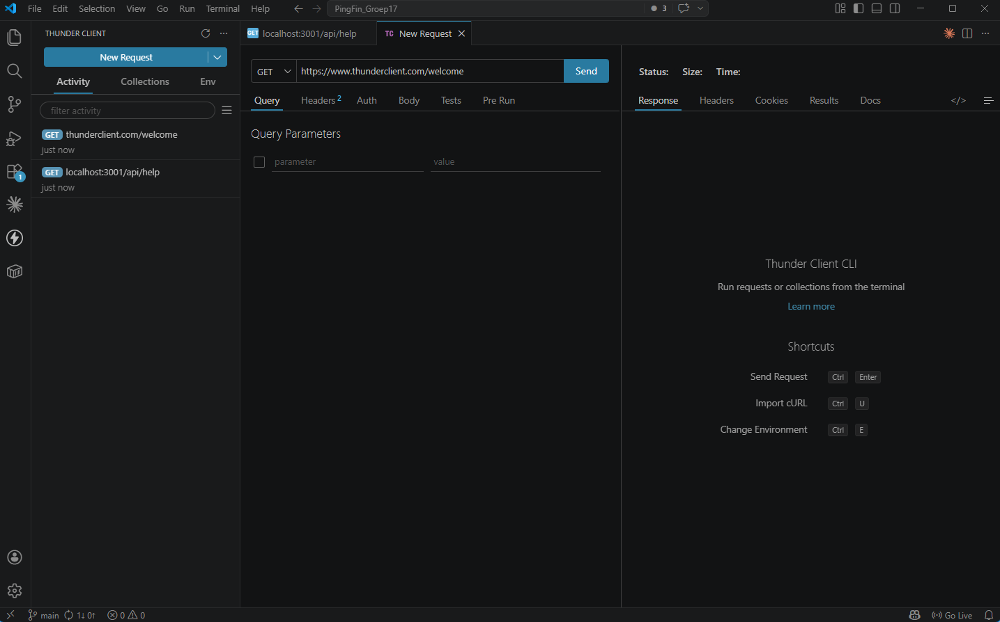 File Edit Selection View Go Run Terminal Help PingFin_Groep17 3
THUNDER CLIENT
New Request
Activity Collections Env
filter activity
GET thunderclient.com/welcome
just now
GET localhost:3001/api/help
just now
1
GET localhost:3001/api/help TC New Request
GET https://www.thunderclient.com/welcome Send
Query Headers 2 Auth Body Tests Pre Run
Query Parameters
parameter value
Status: Size: Time:
Response Headers Cookies Results Docs </>
Thunder Client CLI
Run requests or collections from the terminal
Learn more
Shortcuts
Send Request Ctrl Enter
Import cURL Ctrl U
Change Environment Ctrl E
main 1↓ 0↑ 0 0 Go Live